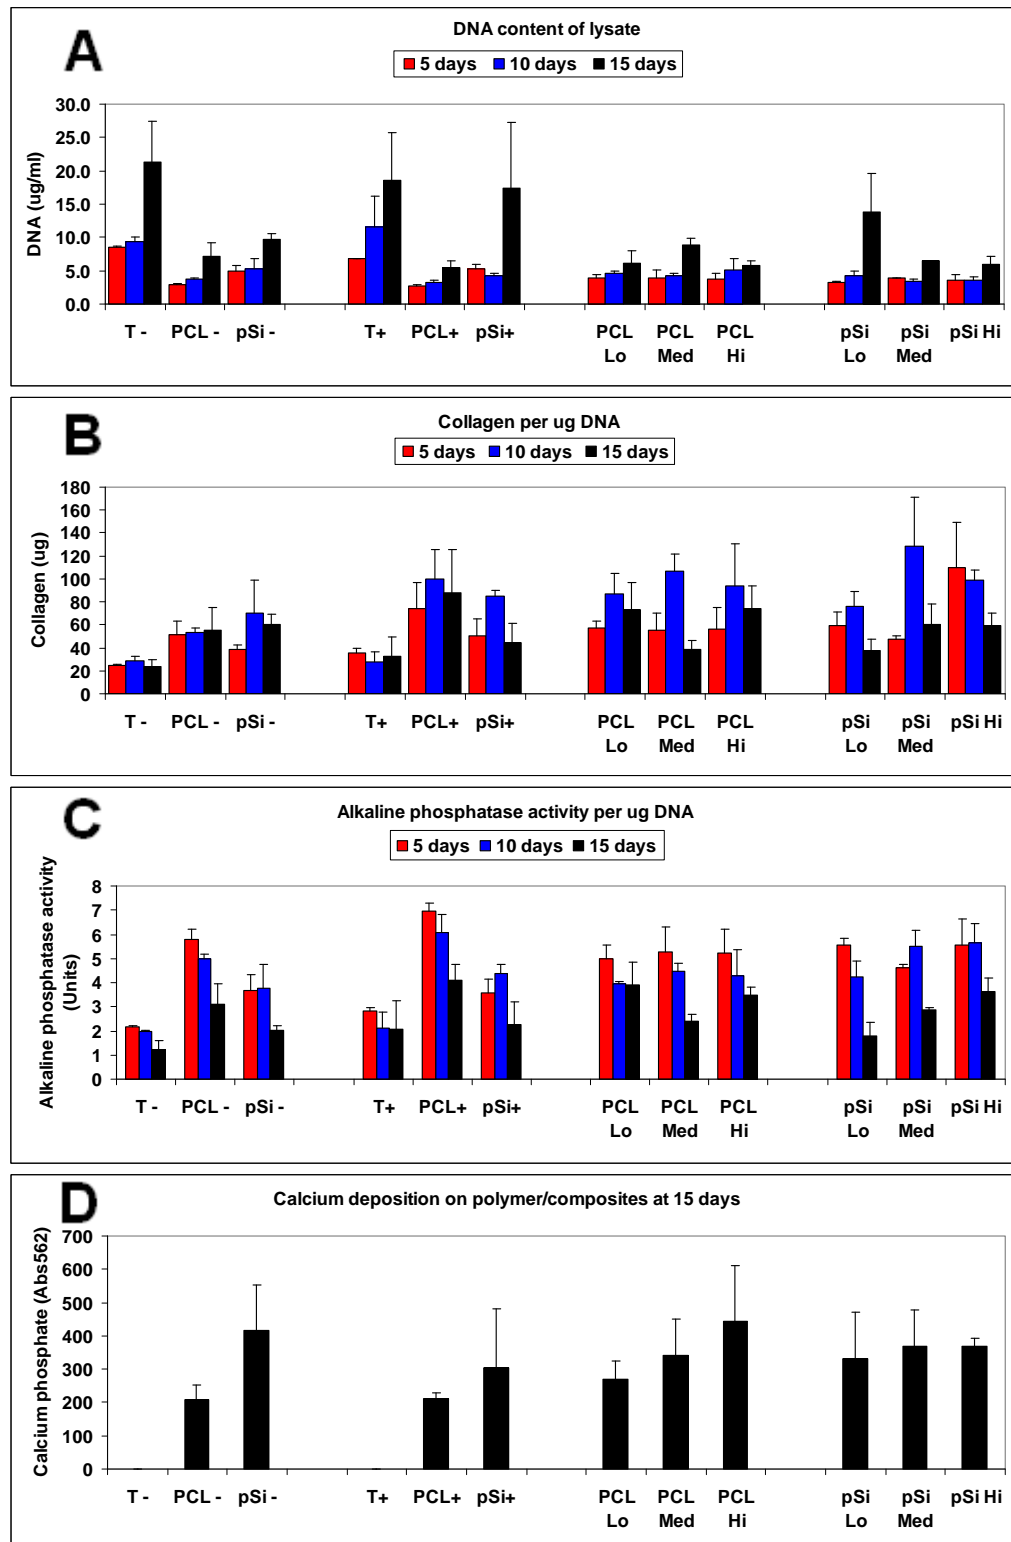 A
DNA content of lysate
5 days 10 days 15 days
DNA (ug/ml)
30.0
25.0
20.0
15.0
10.0
5.0
0.0
T - PCL - pSi - T+ PCL+ pSi+ PCL PCL PCL pSi pSi pSi Hi
Lo Med Hi Lo Med
B
Collagen per ug DNA
5 days 10 days 15 days
Collagen (ug)
180
160
140
120
100
80
60
40
20
0
T - PCL - pSi - T+ PCL+ pSi+ PCL PCL PCL pSi pSi pSi Hi
Lo Med Hi Lo Med
C
Alkaline phosphatase activity per ug DNA
5 days 10 days 15 days
Alkaline phosphatase activity
(Units)
8
7
6
5
4
3
2
1
0
T - PCL - pSi - T+ PCL+ pSi+ PCL PCL PCL pSi pSi pSi Hi
Lo Med Hi Lo Med
D
Calcium deposition on polymer/composites at 15 days
Calcium phosphate (Abs562)
700
600
500
400
300
200
100
0
T - PCL - pSi - T+ PCL+ pSi+ PCL PCL PCL pSi pSi pSi Hi
Lo Med Hi Lo Med